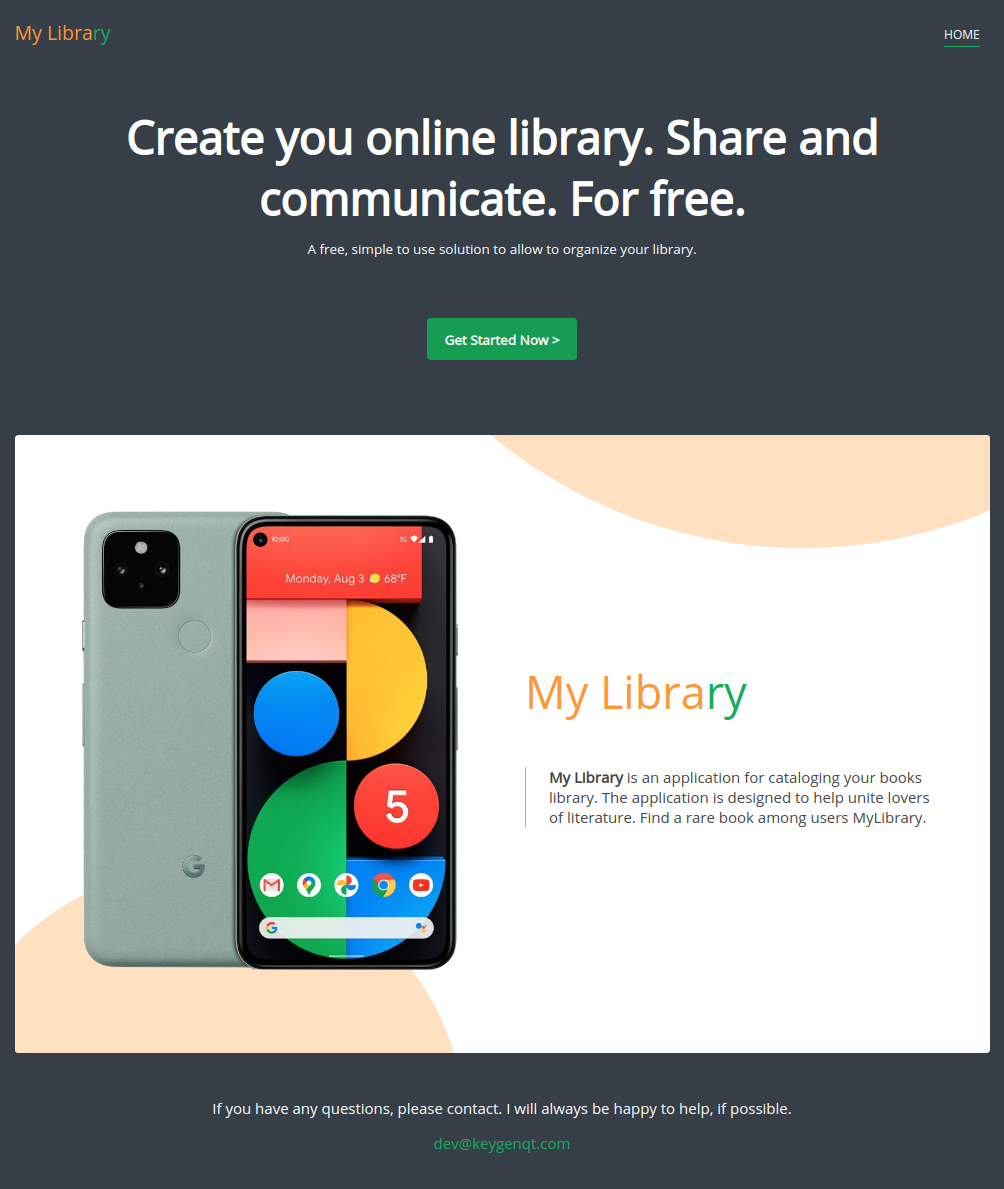 My Library
HOME
Create you online library. Share and
communicate. For free.
A free, simple to use solution to allow to organize your library.
Get Started Now >
10:00
5G
Monday, Aug 3 68°F
5
G
My Library
My Library is an application for cataloging your books
library. The application is designed to help unite lovers
of literature. Find a rare book among users MyLibrary.
If you have any questions, please contact. I will always be happy to help, if possible.
dev@keygenqt.com